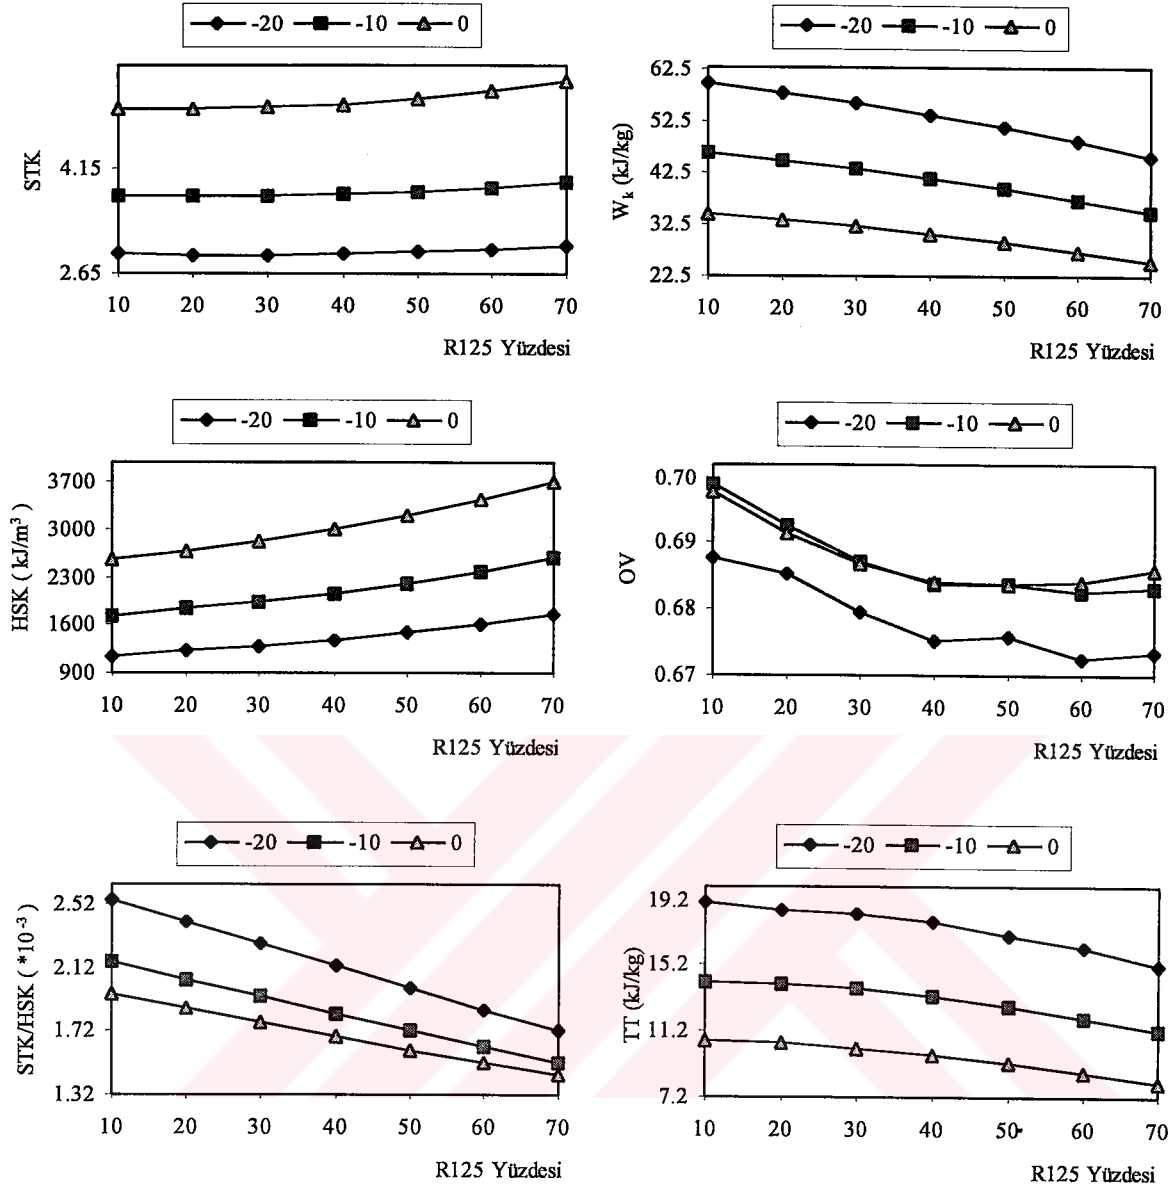 -20 -10 0
STK
4.15
2.65
10 20 30 40 50 60 70
R125 Yüzdesi
-20 -10 0
W_k (kJ/kg)
62.5
52.5
42.5
32.5
22.5
10 20 30 40 50 60 70
R125 Yüzdesi
-20 -10 0
HSK ( kJ/m³ )
3700
3000
2300
1600
900
10 20 30 40 50 60 70
R125 Yüzdesi
-20 -10 0
OV
0.70
0.69
0.68
0.67
10 20 30 40 50 60 70
R125 Yüzdesi
-20 -10 0
STK/HSK ( *10⁻³ )
2.52
2.12
1.72
1.32
10 20 30 40 50 60 70
R125 Yüzdesi
-20 -10 0
TT (kJ/kg)
19.2
15.2
11.2
7.2
10 20 30 40 50 60 70
R125 Yüzdesi